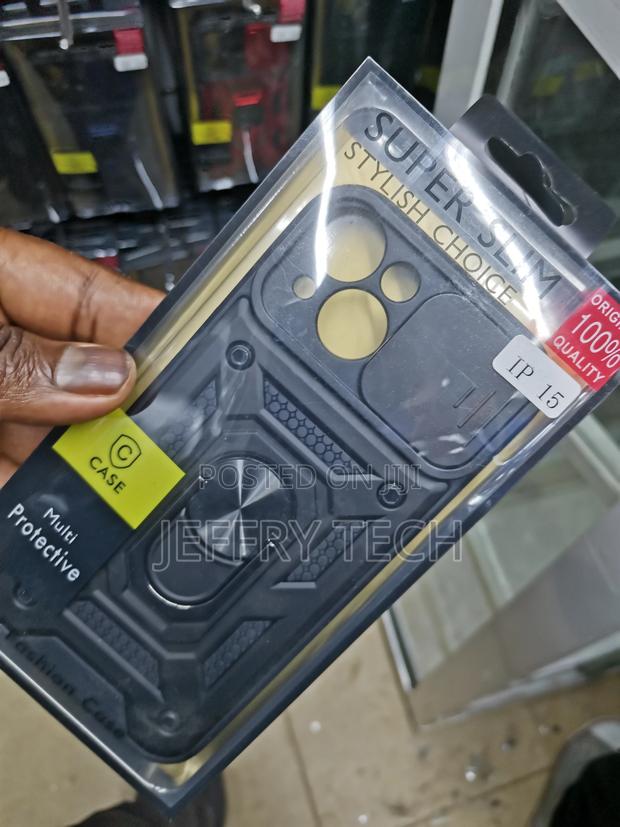 SUPER SLIM
STYLISH CHOICE
ORIGI
100%
QUALITY
IP 15
C
CASE
Multi
Protective
Fashion Case
POSTED ON JIJI
JEFFRY TECH